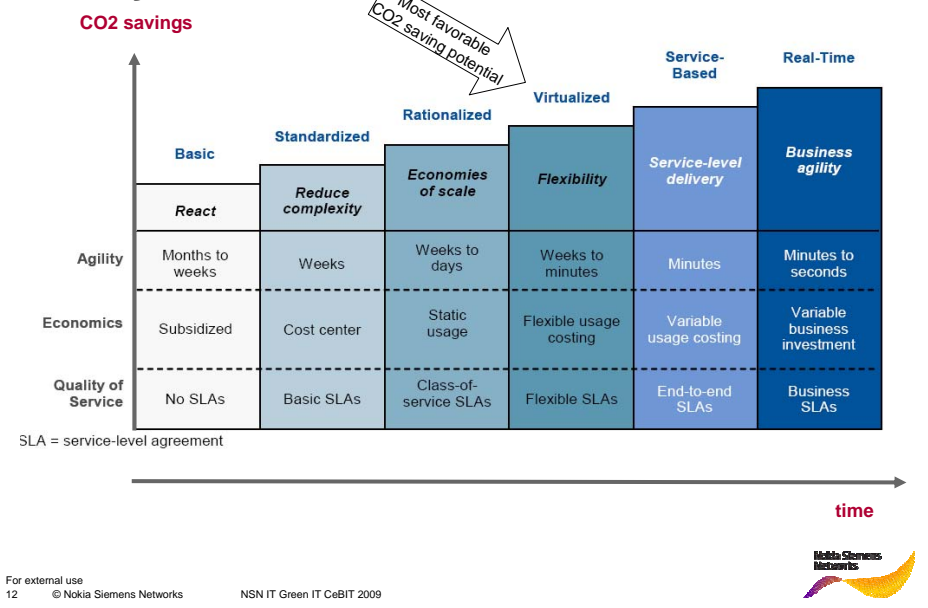 CO2 savings
Most favorable
CO2 saving potential
Basic
Standardized
Rationalized
Virtualized
Service-
Based
Real-Time
React
Reduce
complexity
Economies
of scale
Flexibility
Service-level
delivery
Business
agility
Agility
Months to
weeks
Weeks
Weeks to
days
Weeks to
minutes
Minutes
Minutes to
seconds
Economics
Subsidized
Cost center
Static
usage
Flexible usage
costing
Variable
usage costing
Variable
business
investment
Quality of
Service
No SLAs
Basic SLAs
Class-of-
service SLAs
Flexible SLAs
End-to-end
SLAs
Business
SLAs
SLA = service-level agreement
time
Nokia Siemens
Networks
For external use
12 © Nokia Siemens Networks NSN IT Green IT CeBIT 2009